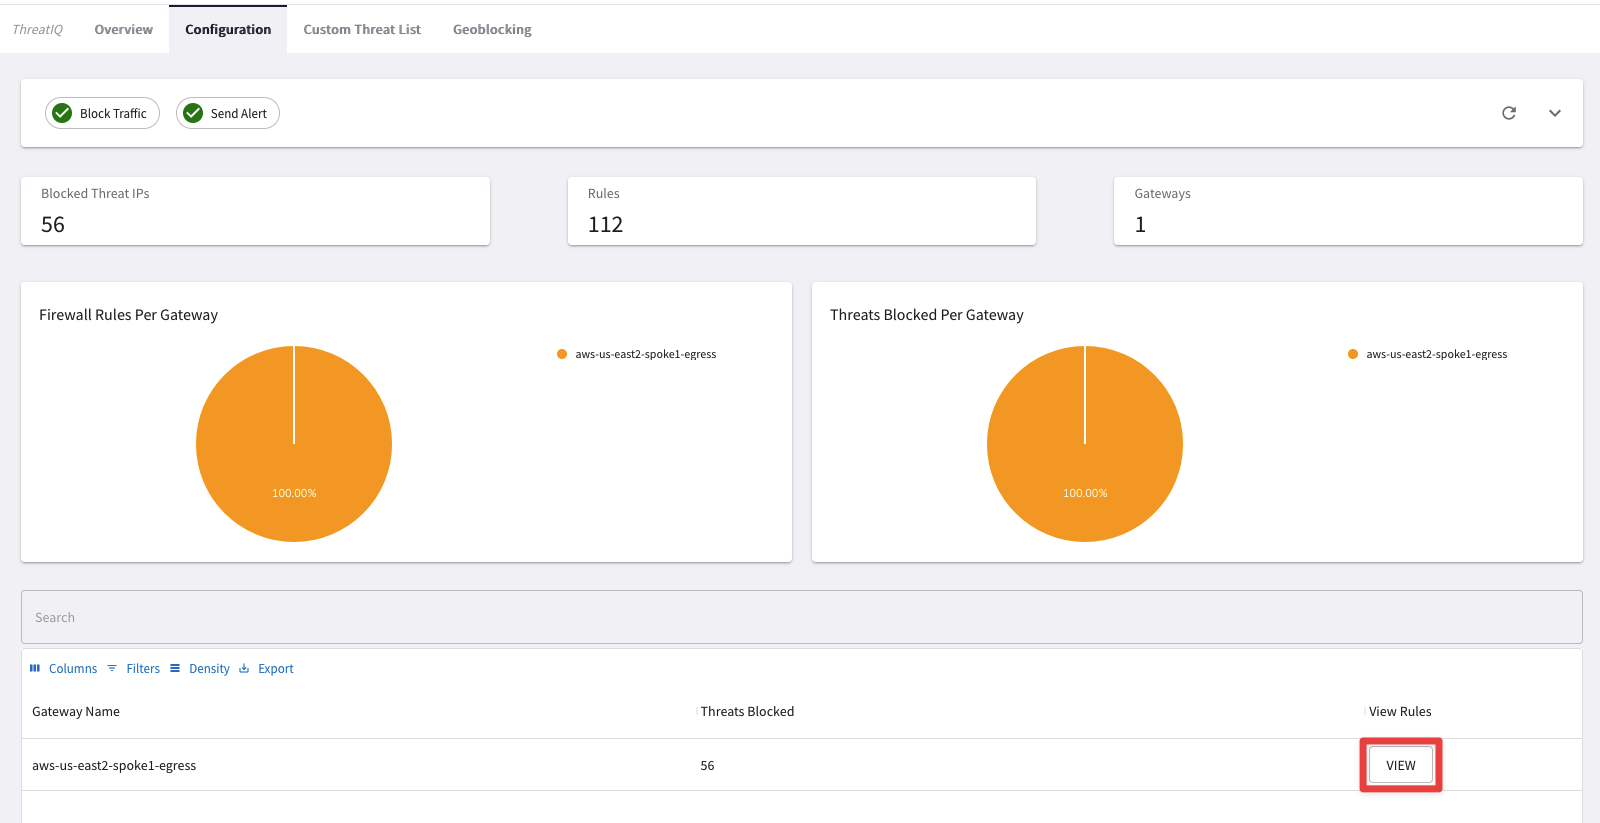 ThreatIQ Overview Configuration Custom Threat List Geoblocking
Block Traffic Send Alert
Blocked Threat IPs
56
Rules
112
Gateways
1
Firewall Rules Per Gateway
aws-us-east2-spoke1-egress
100.00%
Threats Blocked Per Gateway
aws-us-east2-spoke1-egress
100.00%
Search
Columns Filters Density Export
Gateway Name Threats Blocked View Rules
aws-us-east2-spoke1-egress 56 VIEW